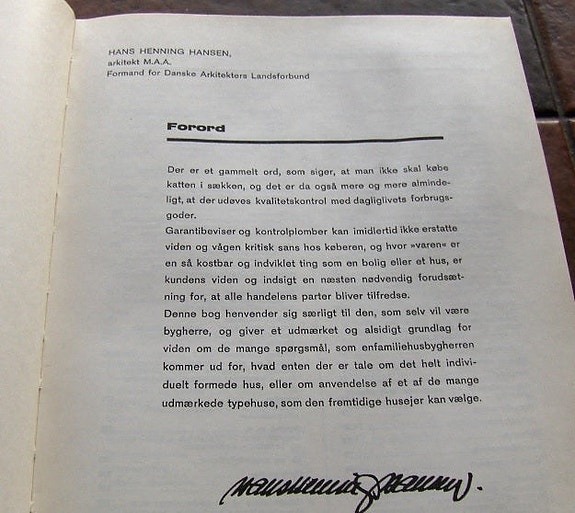 HANS HENNING HANSEN,
arkitekt M.A.A.
Formand for Danske Arkitekters Landsforbund
Forord
Der er et gammelt ord, som siger, at man ikke skal købe
katten i sækken, og det er da også mere og mere alminde-
ligt, at der udøves kvalitetskontrol med dagliglivets forbrugs-
goder.
Garantibeviser og kontrolplomber kan imidlertid ikke erstatte
viden og vågen kritisk sans hos køberen, og hvor »varen« er
en så kostbar og indviklet ting som en bolig eller et hus, er
kundens viden og indsigt en næsten nødvendig forudsæt-
ning for, at alle handelens parter bliver tilfredse.
Denne bog henvender sig særligt til den, som selv vil være
bygherre, og giver et udmærket og alsidigt grundlag for
viden om de mange spørgsmål, som enfamiliehusbygherren
kommer ud for, hvad enten der er tale om det helt indivi-
duelt formede hus, eller om anvendelse af et af de mange
udmærkede typehuse, som den fremtidige husejer kan vælge.
Hans Henning Hansen.